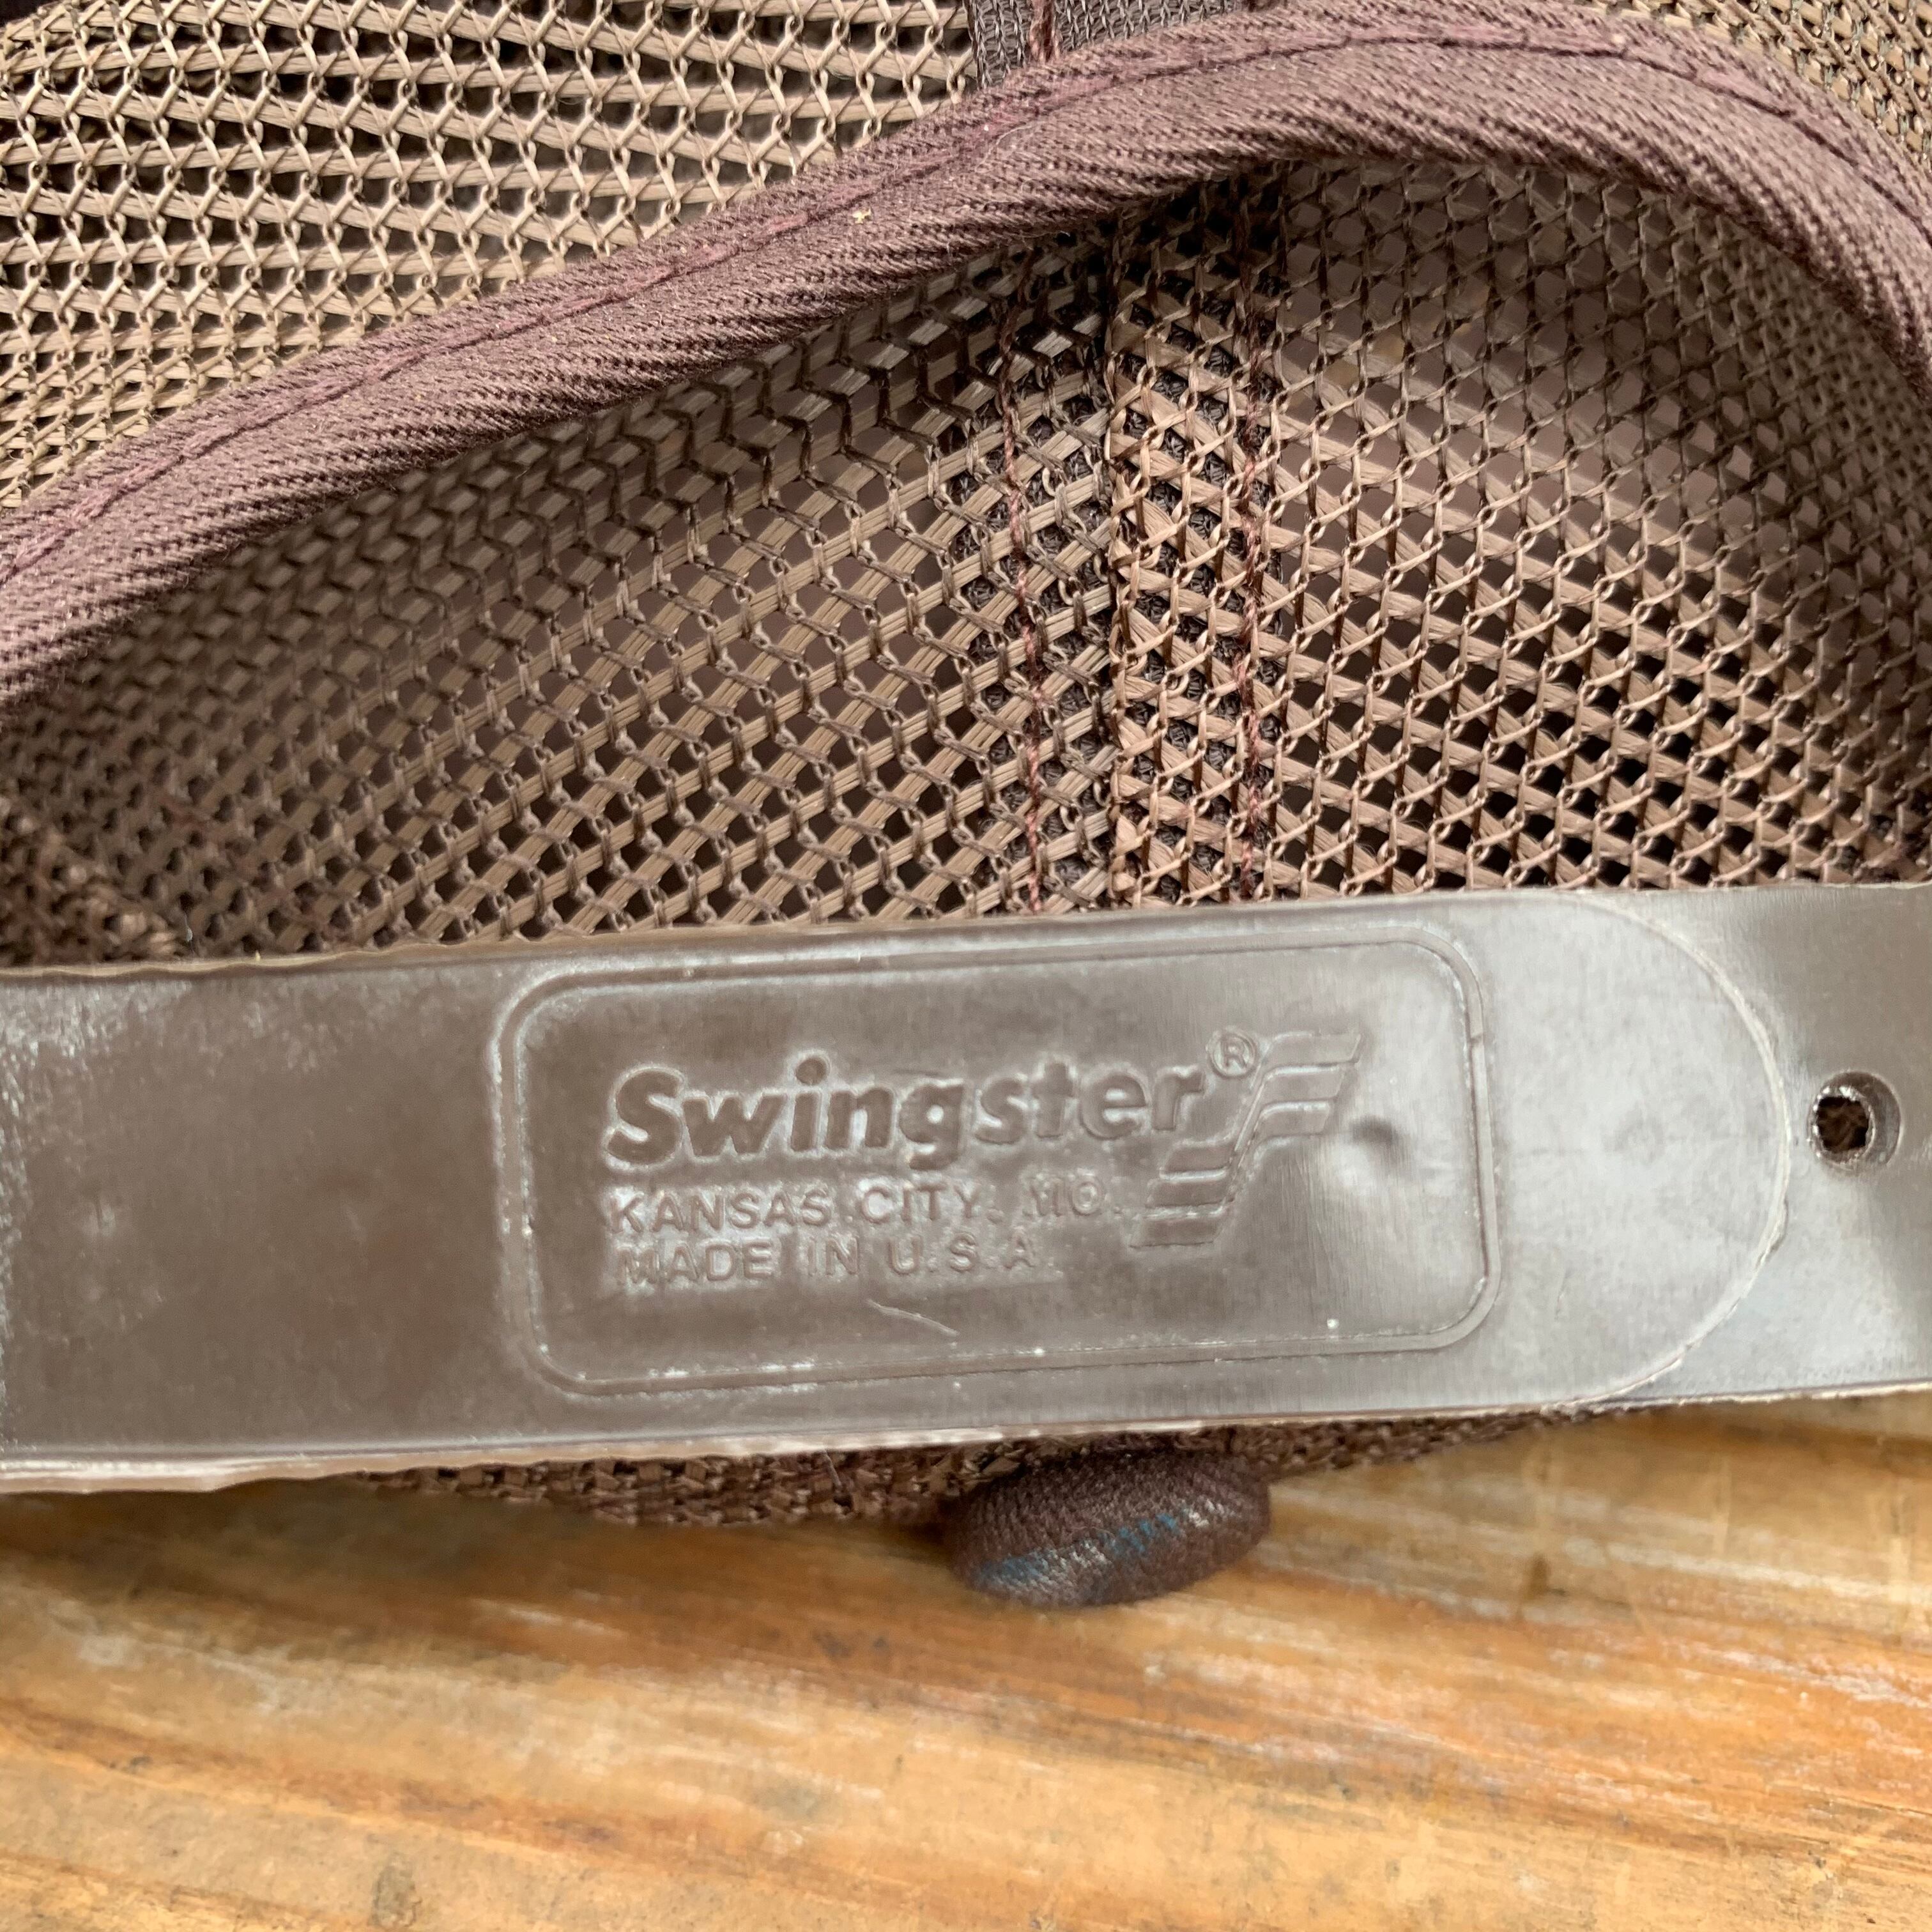 Swingster®
KANSAS CITY, MO.
MADE IN U.S.A.